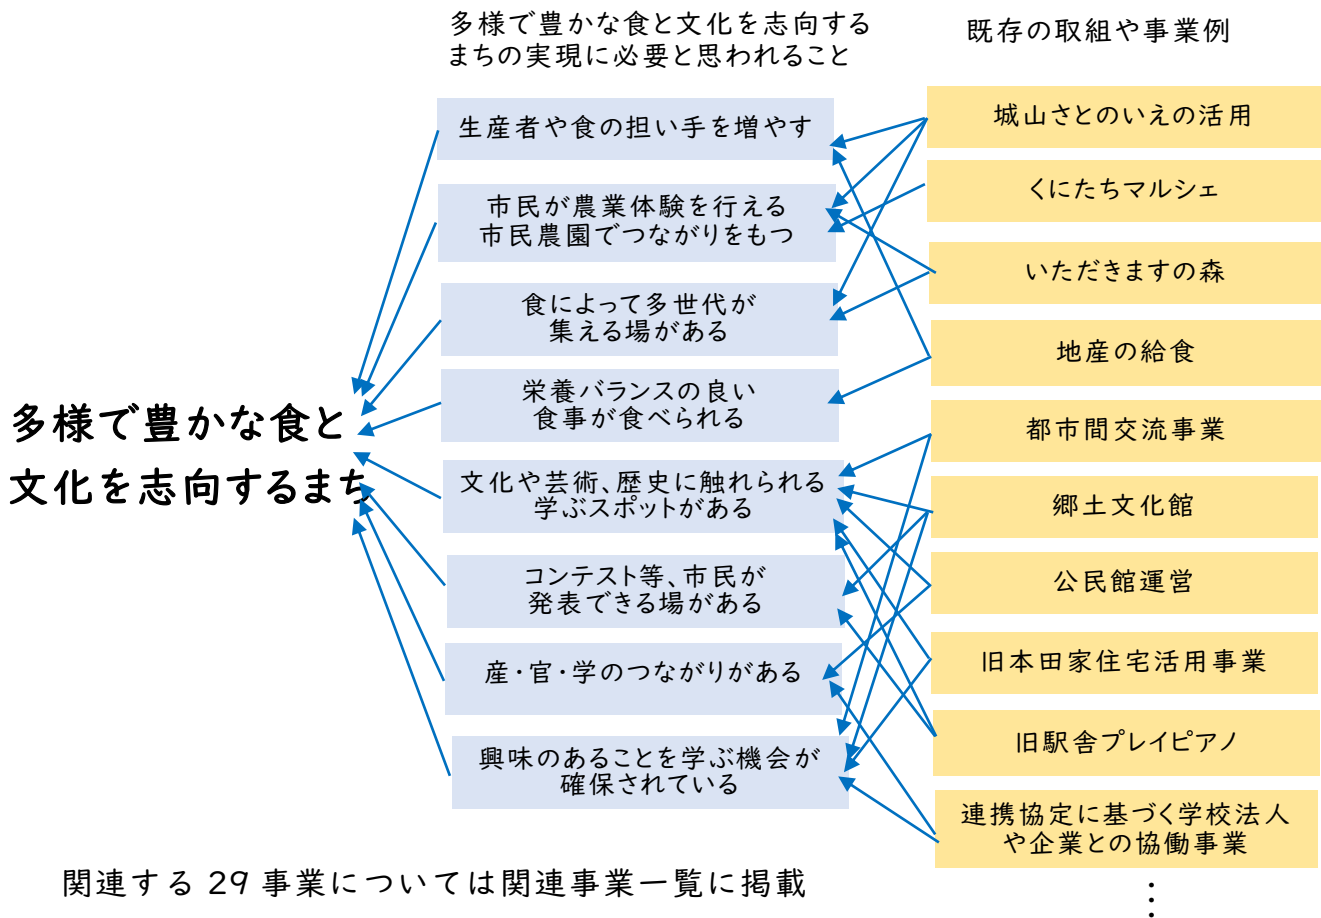 多様で豊かな食と文化を志向する
まちの実現に必要と思われること
既存の取組や事業例
生産者や食の担い手を増やす
市民が農業体験を行える
市民農園でつながりをもつ
食によって多世代が
集える場がある
栄養バランスの良い
食事が食べられる
文化や芸術、歴史に触れられる
学ぶスポットがある
コンテスト等、市民が
発表できる場がある
産・官・学のつながりがある
興味のあることを学ぶ機会が
確保されている
城山さとのいえの活用
くにたちマルシェ
いただきますの森
地産の給食
都市間交流事業
郷土文化館
公民館運営
旧本田家住宅活用事業
旧駅舎プレイピアノ
連携協定に基づく学校法人
や企業との協働事業
⋮
多様で豊かな食と
文化を志向するまち
関連する 29 事業については関連事業一覧に掲載